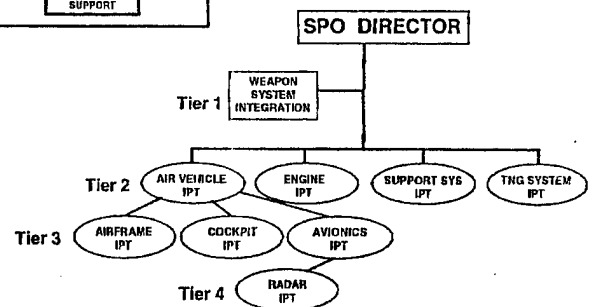 SUPPORT
SPO DIRECTOR
WEAPON
SYSTEM
INTEGRATION
Tier 1
Tier 2
AIR VEHICLE
IPT
ENGINE
IPT
SUPPORT SYS
IPT
TNG SYSTEM
IPT
Tier 3
AIRFRAME
IPT
COCKPIT
IPT
AVIONICS
IPT
Tier 4
RADAR
IPT